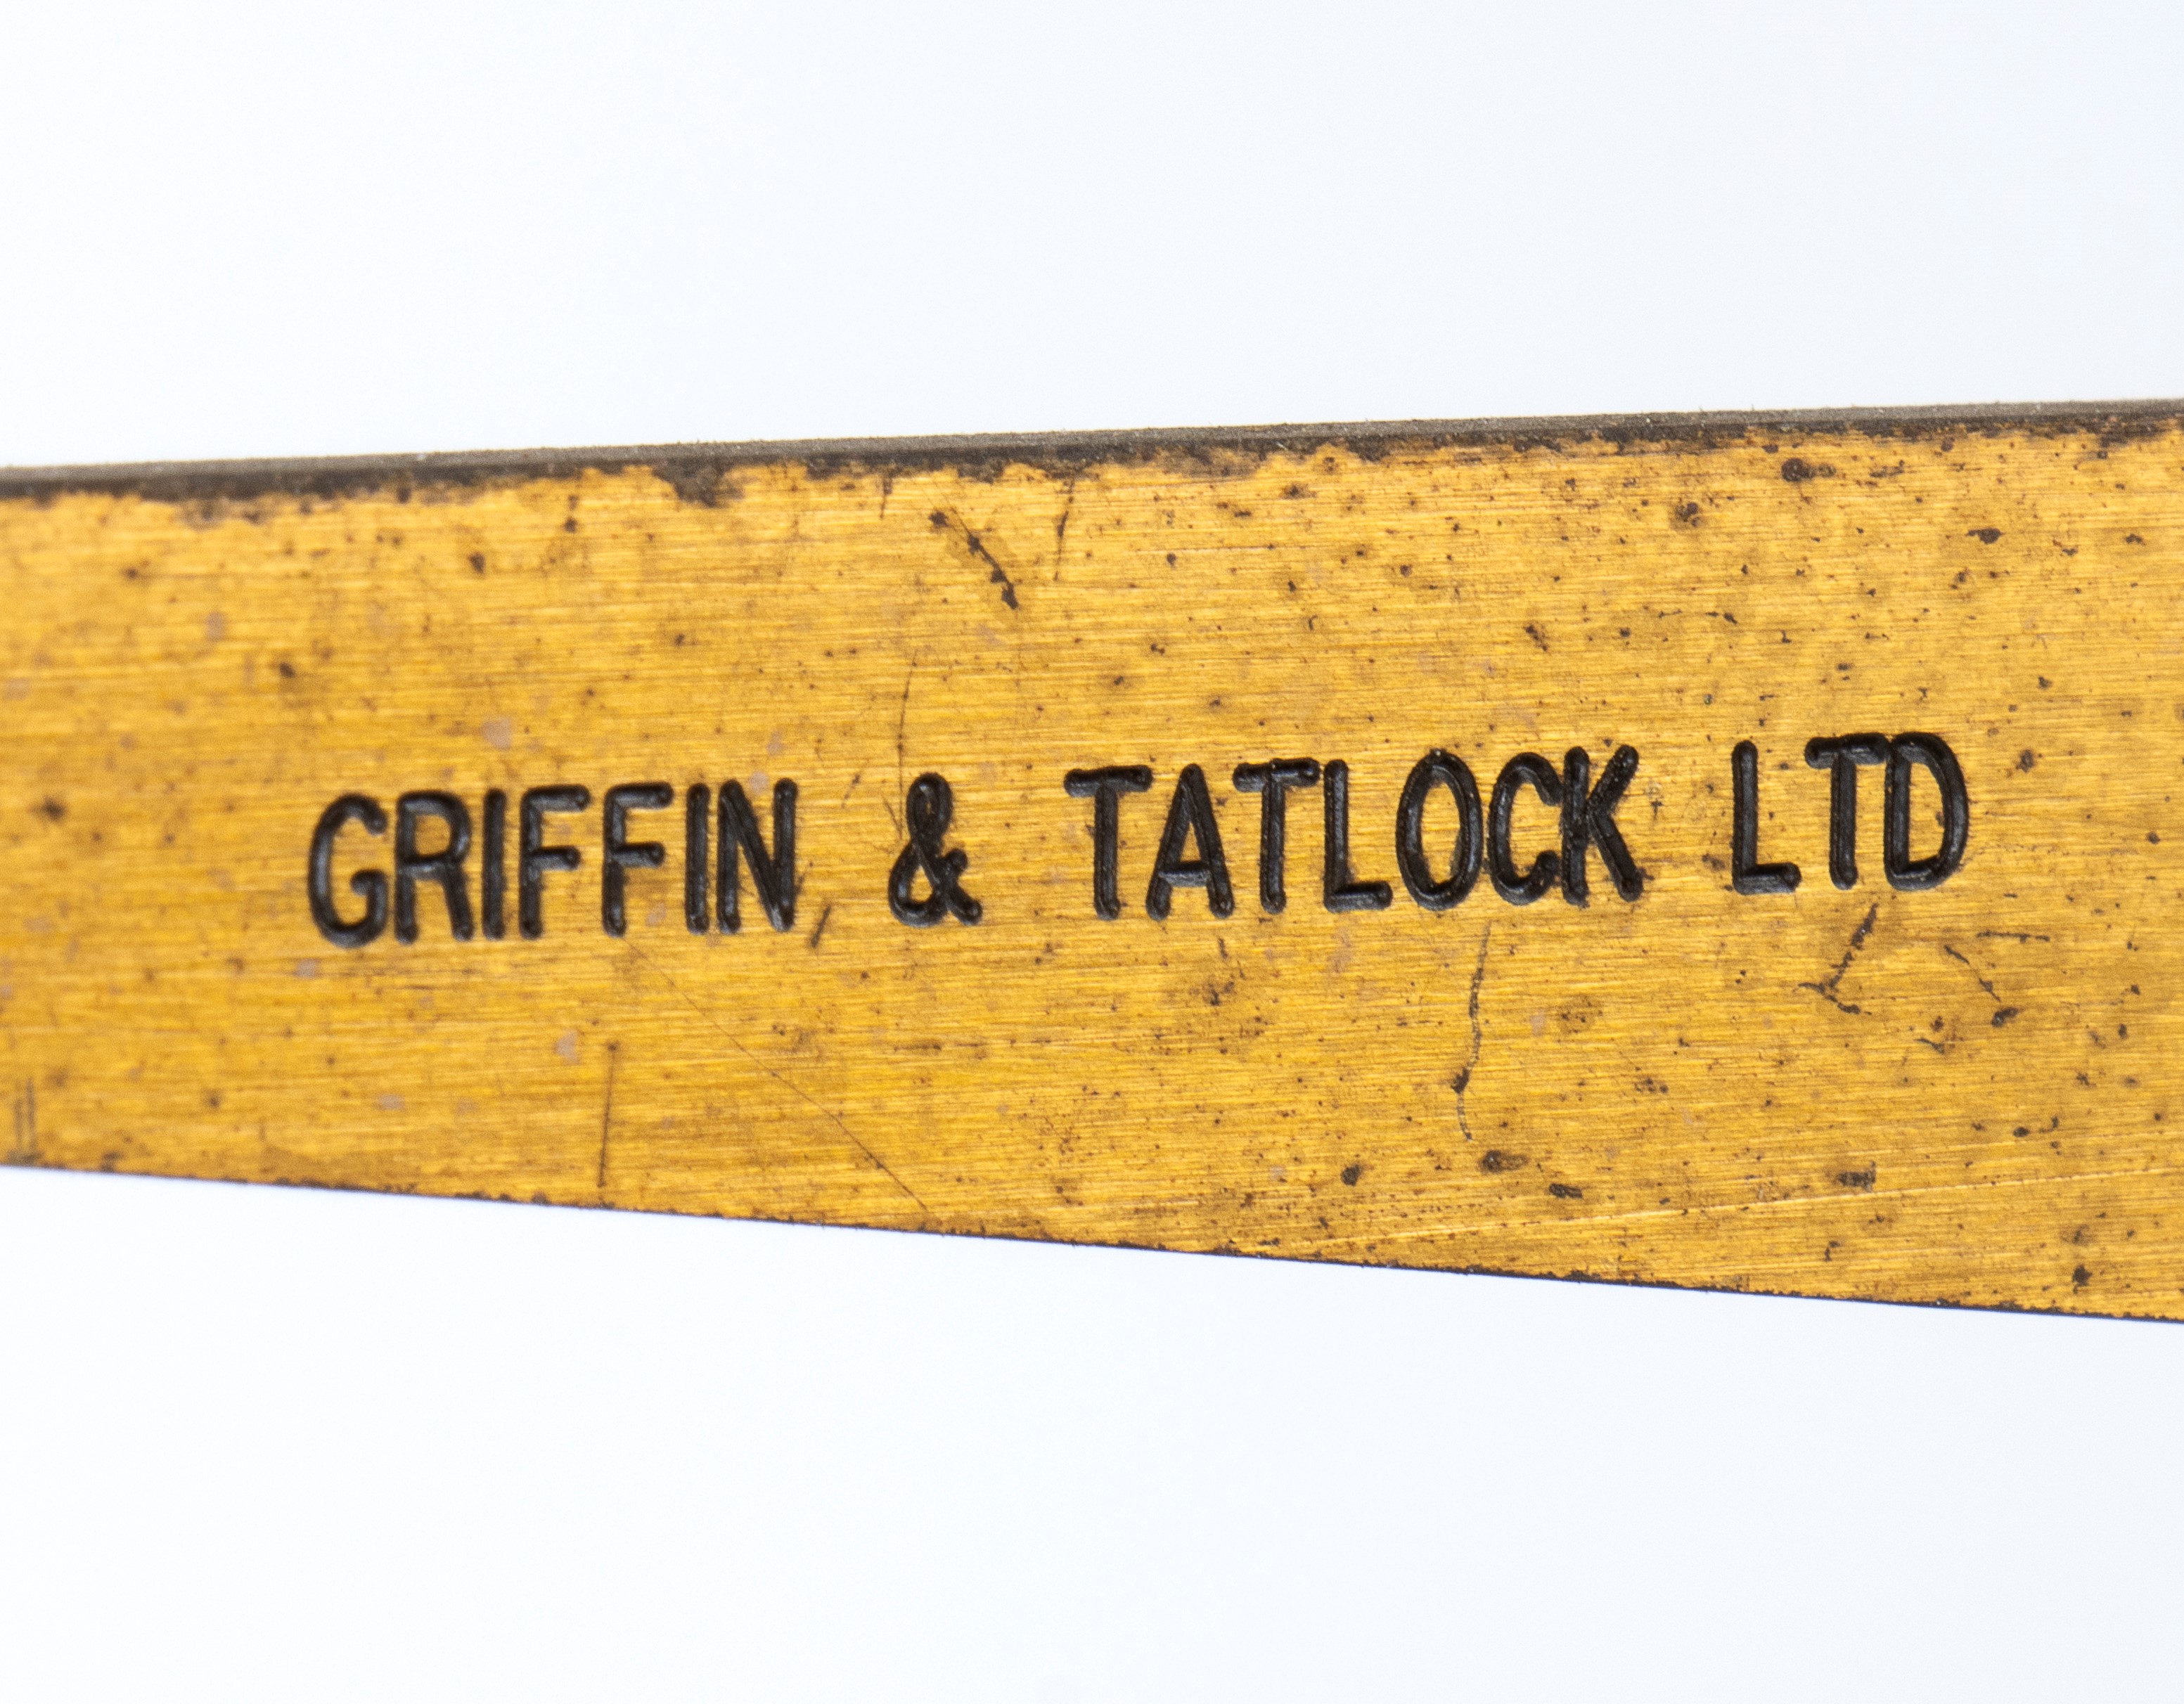 GRIFFIN & TATLOCK LTD